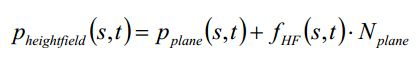 p_heightfield(s,t) = p_plane(s,t) + f_HF(s,t) · N_plane